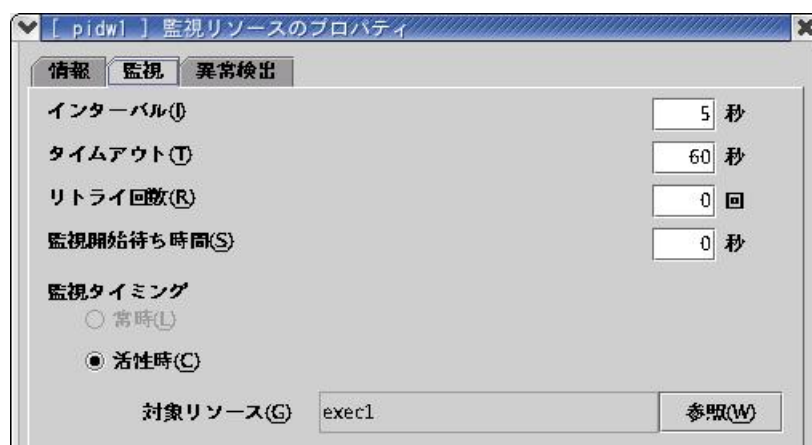 [ pidw1 ] 監視リソースのプロパティ
情報 監視 異常検出
インターバル(I) 5 秒
タイムアウト(T) 60 秒
リトライ回数(R) 0 回
監視開始待ち時間(S) 0 秒
監視タイミング
常時(L)
活性時(C)
対象リソース(G) exec1 参照(W)